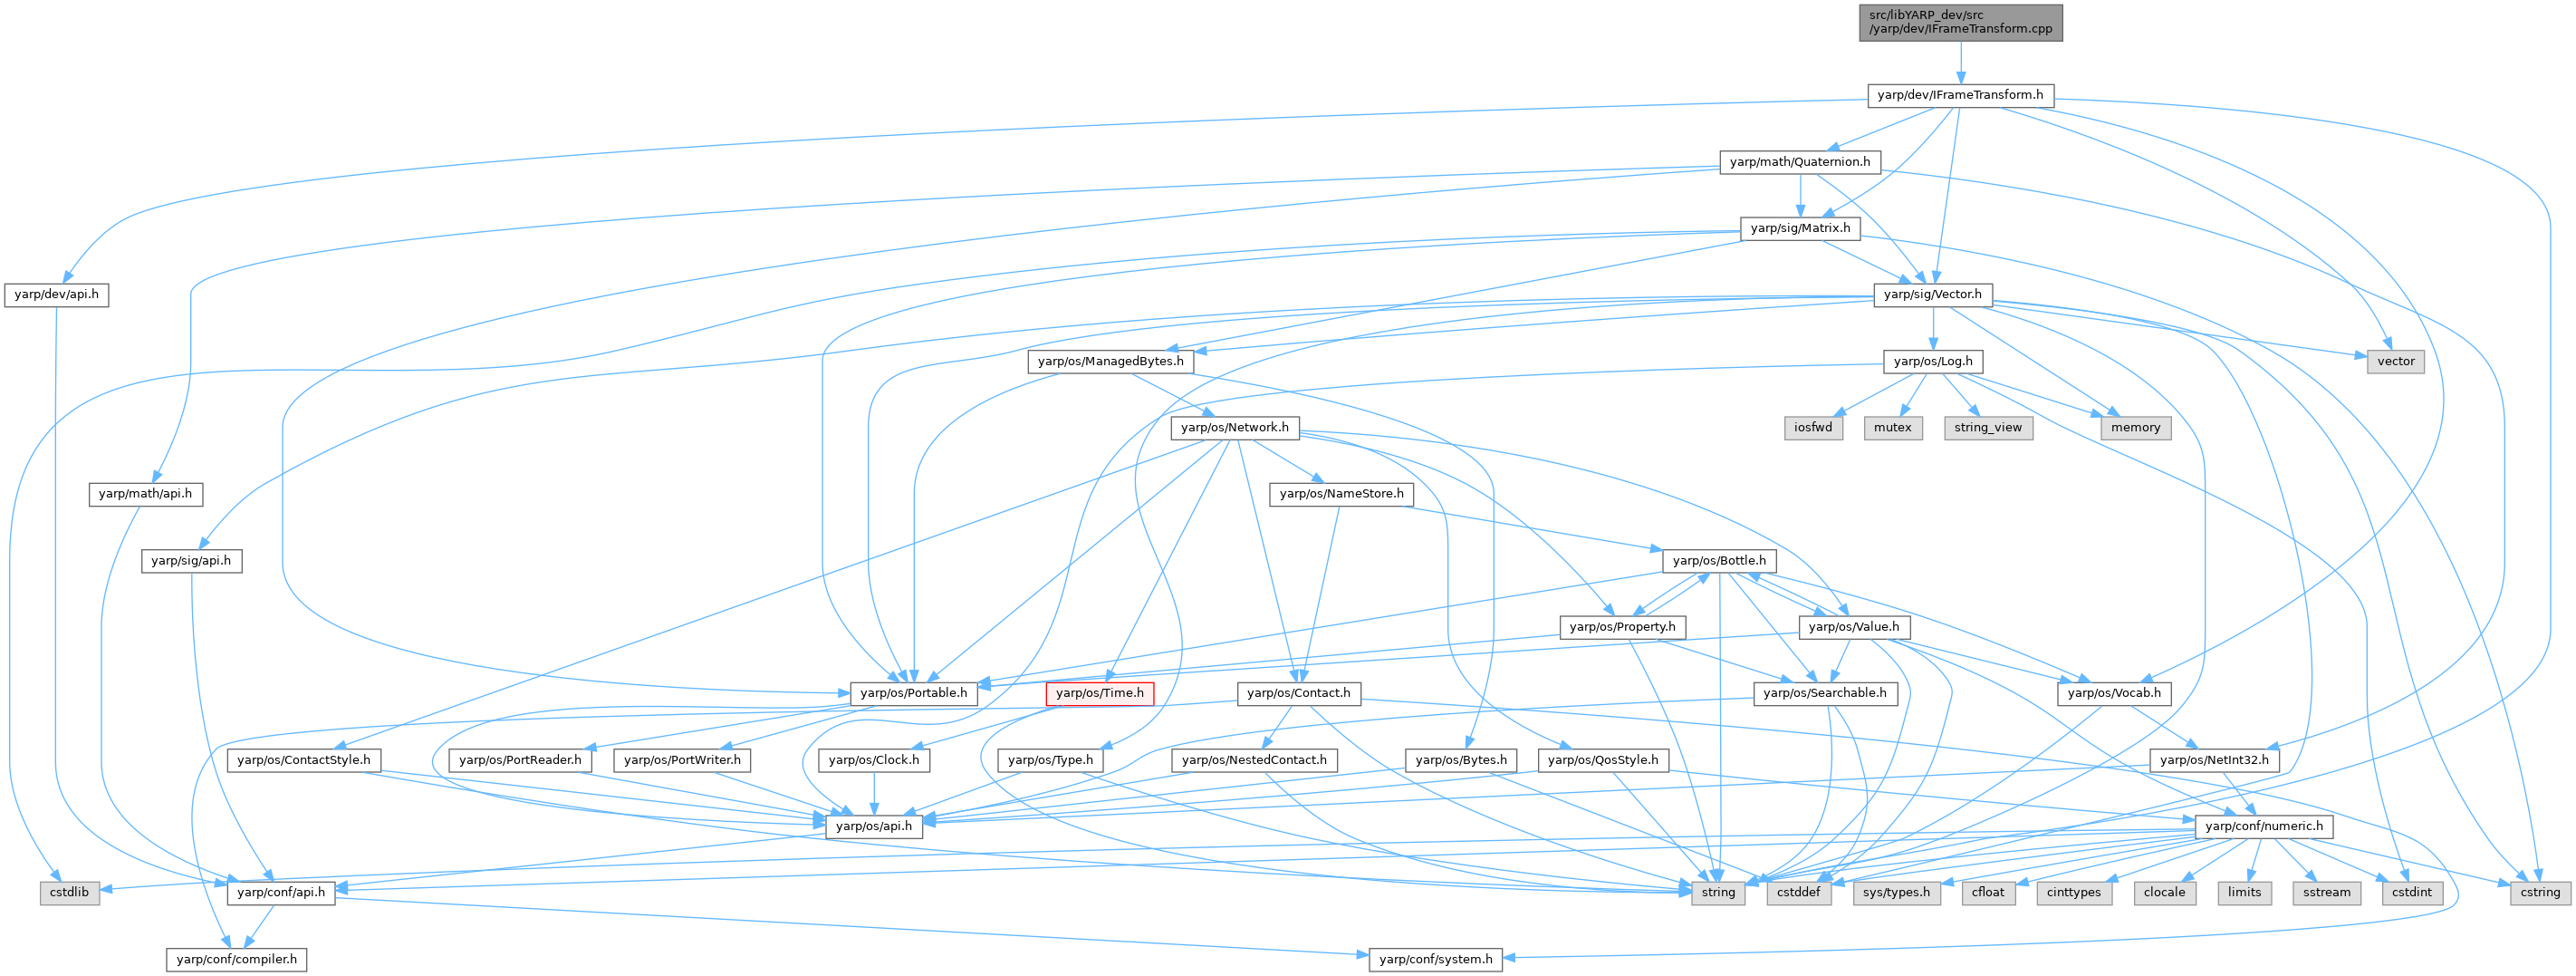 src/libYARP_dev/src
/yarp/dev/IFrameTransform.cpp
yarp/dev/IFrameTransform.h
yarp/math/Quaternion.h
yarp/sig/Matrix.h
yarp/dev/api.h
yarp/sig/Vector.h
yarp/os/ManagedBytes.h
yarp/os/Log.h
vector
yarp/os/Network.h
iosfwd
mutex
string_view
memory
yarp/math/api.h
yarp/os/NameStore.h
yarp/sig/api.h
yarp/os/Bottle.h
yarp/os/Property.h
yarp/os/Value.h
yarp/os/Portable.h
yarp/os/Time.h
yarp/os/Contact.h
yarp/os/Searchable.h
yarp/os/Vocab.h
yarp/os/ContactStyle.h
yarp/os/PortReader.h
yarp/os/PortWriter.h
yarp/os/Clock.h
yarp/os/Type.h
yarp/os/NestedContact.h
yarp/os/Bytes.h
yarp/os/QosStyle.h
yarp/os/NetInt32.h
yarp/os/api.h
yarp/conf/numeric.h
cstdlib
yarp/conf/api.h
string
cstddef
sys/types.h
cfloat
cinttypes
clocale
limits
sstream
cstdint
cstring
yarp/conf/compiler.h
yarp/conf/system.h